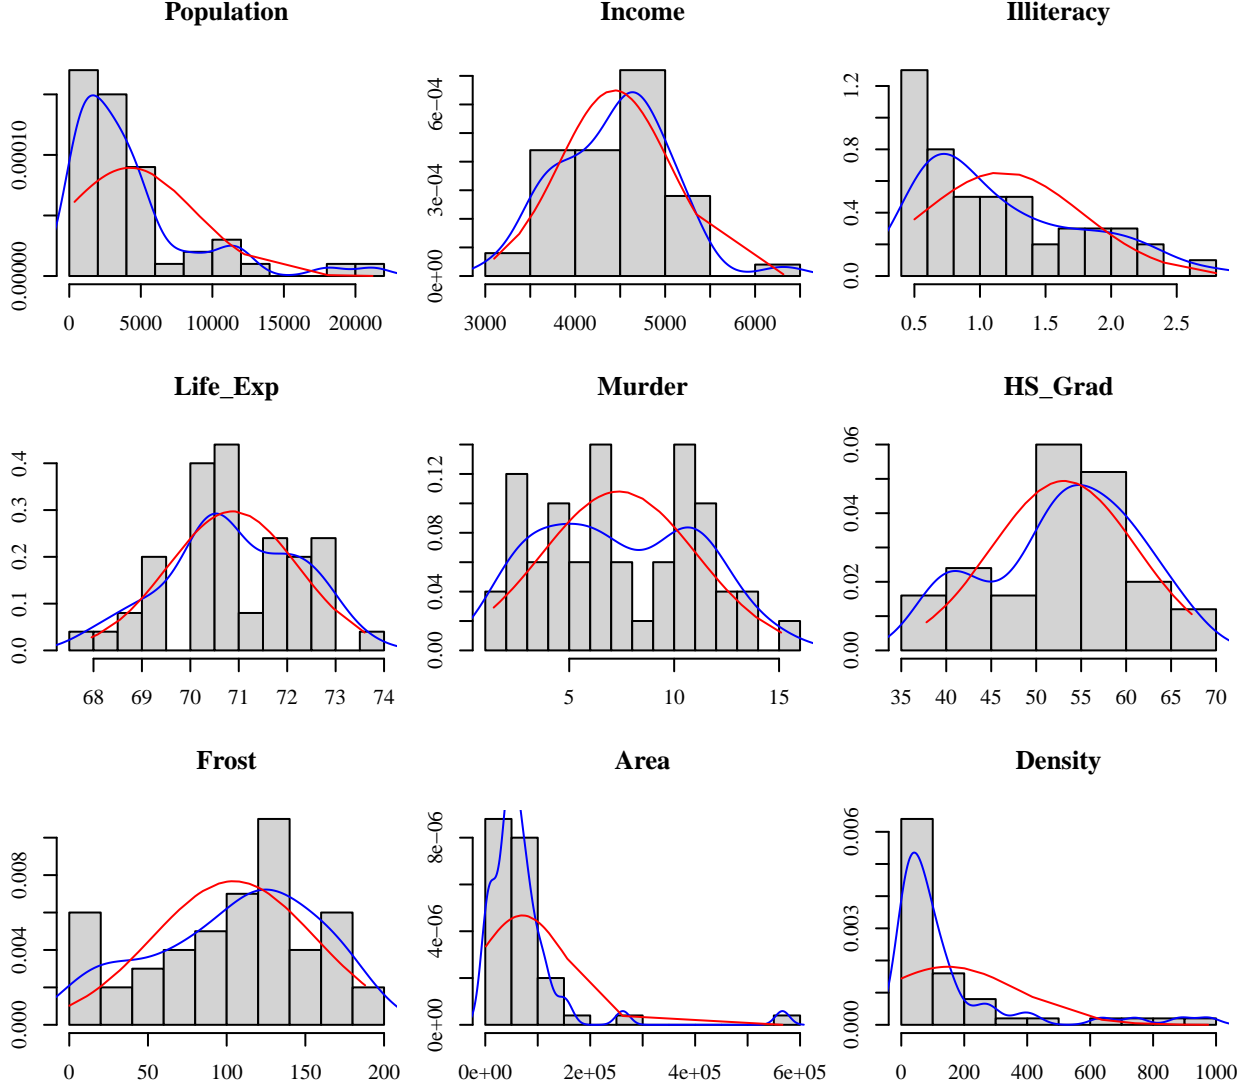 Population
Income
Illiteracy
0.00000 0.00010
0 5000 10000 15000 20000
0e+00 3e−04 6e−04
3000 4000 5000 6000
0.0 0.4 0.8 1.2
0.5 1.0 1.5 2.0 2.5
Life_Exp
Murder
HS_Grad
0.0 0.1 0.2 0.3 0.4
68 69 70 71 72 73 74
0.00 0.04 0.08 0.12
5 10 15
0.00 0.02 0.04 0.06
35 40 45 50 55 60 65 70
Frost
Area
Density
0.000 0.004 0.008
0 50 100 150 200
0e+00 4e−06 8e−06
0e+00 2e+05 4e+05 6e+05
0.000 0.003 0.006
0 200 400 600 800 1000